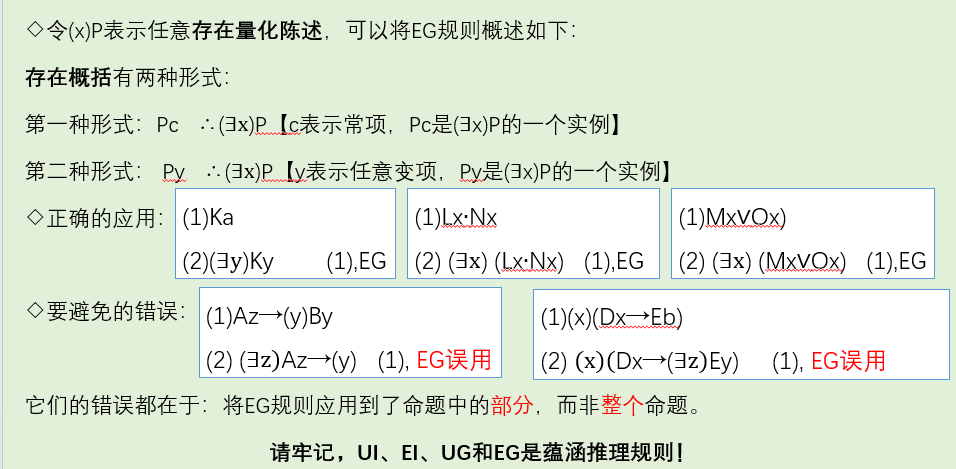 ◇令(x)P表示任意存在量化陈述，可以将EG规则概述如下：
存在概括有两种形式：
第一种形式：Pc ∴(∃x)P【c表示常项，Pc是(∃x)P的一个实例】
第二种形式： Py ∴(∃x)P【y表示任意变项，Py是(∃x)P的一个实例】
◇正确的应用：
(1)Ka
(2)(∃y)Ky (1),EG
(1)Lx·Nx
(2) (∃x) (Lx·Nx) (1),EG
(1)Mx∨Ox)
(2) (∃x) (Mx∨Ox) (1),EG
◇要避免的错误：
(1)Az→(y)By
(2) (∃z)Az→(y) (1), EG误用
(1)(x)(Dx→Eb)
(2) (x)(Dx→(∃z)Ey) (1), EG误用
它们的错误都在于：将EG规则应用到了命题中的部分，而非整个命题。
请牢记，UI、EI、UG和EG是蕴涵推理规则！